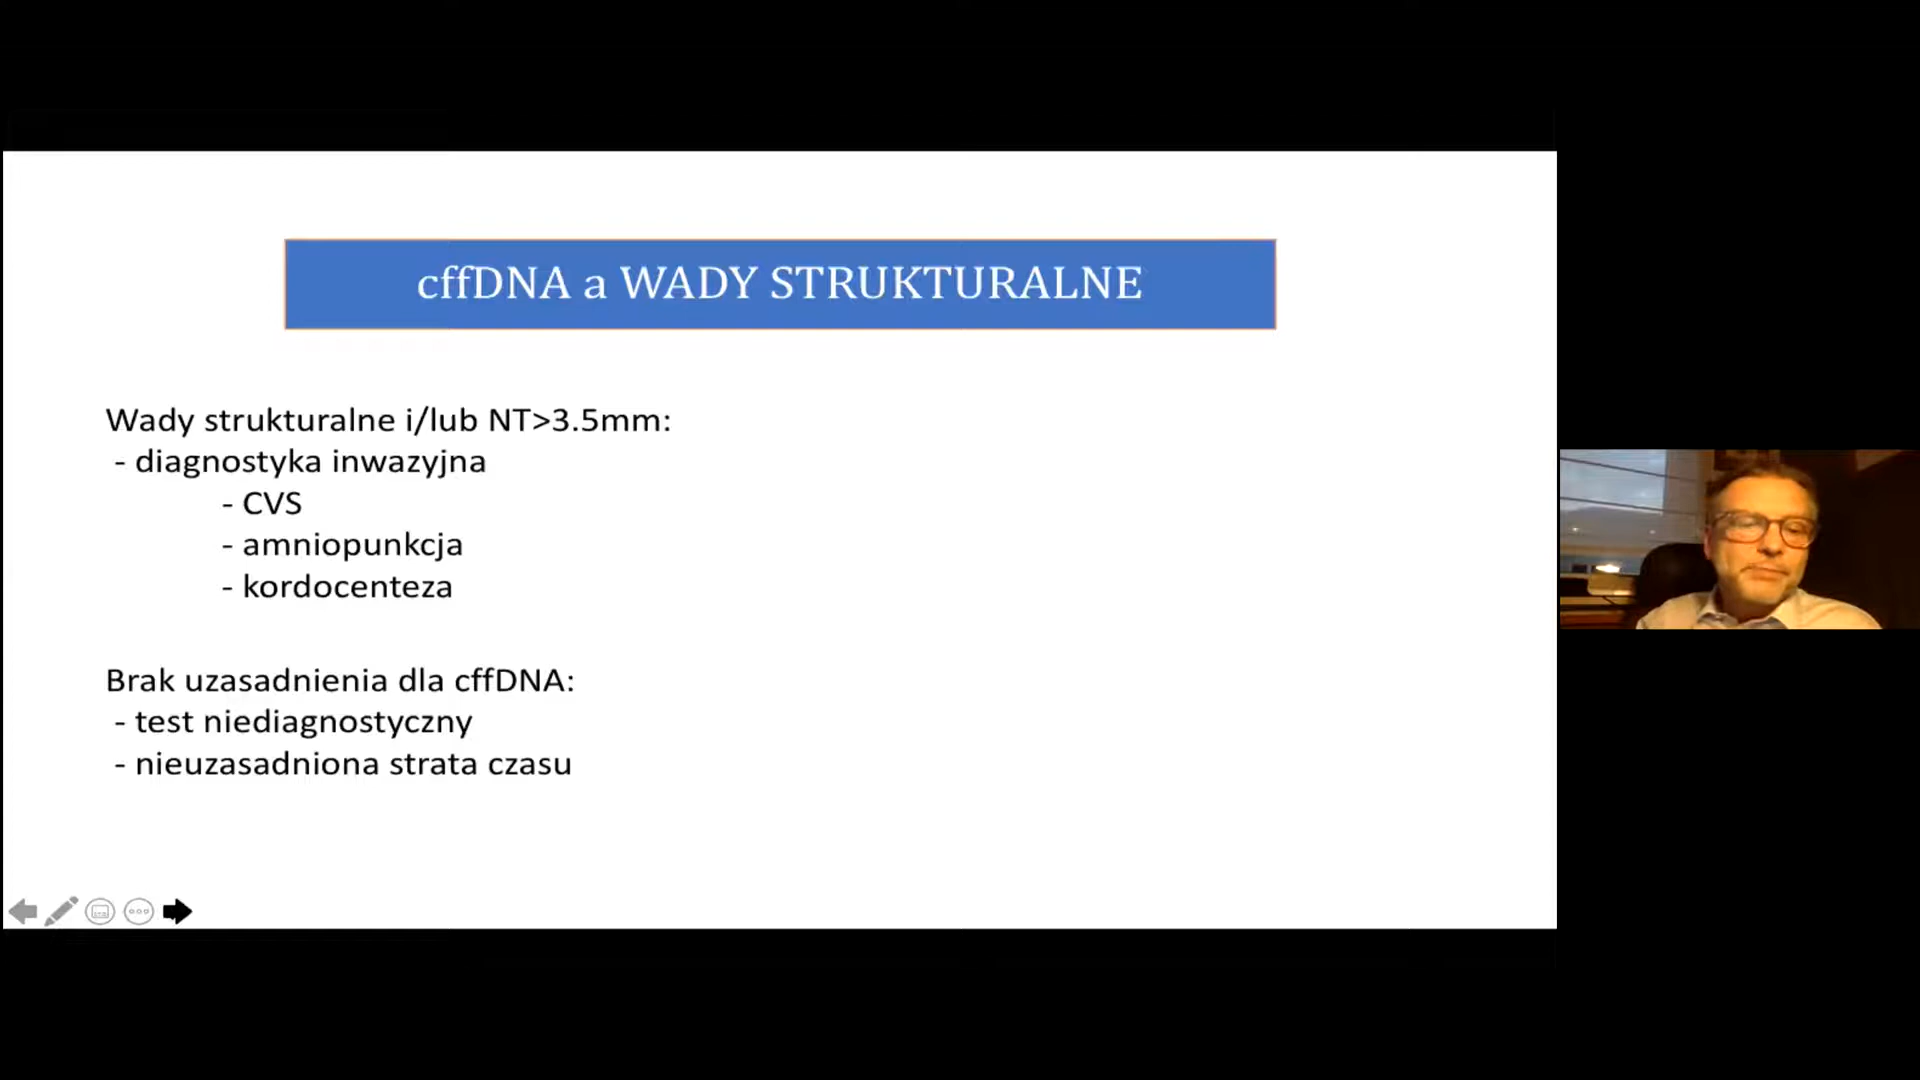 cffDNA a WADY STRUKTURALNE
Wady strukturalne i/lub NT>3.5mm:
- diagnostyka inwazyjna
- CVS
- amniopunkcja
- kordocenteza
Brak uzasadnienia dla cffDNA:
- test niediagnostyczny
- nieuzasadniona strata czasu